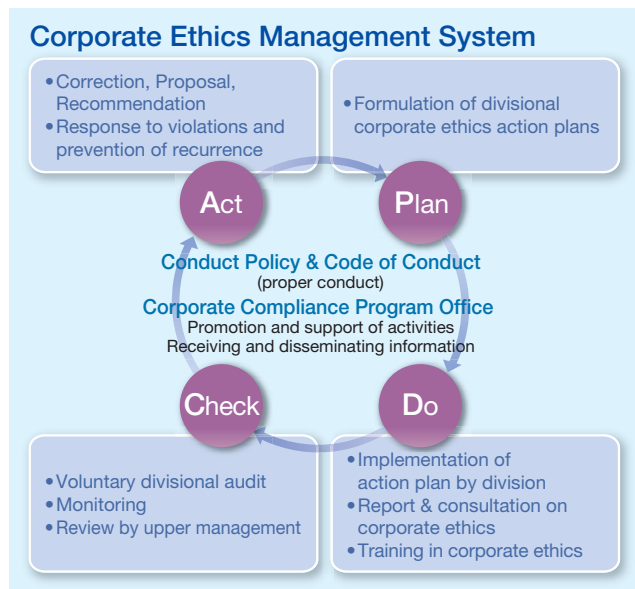 Corporate Ethics Management System
•Correction, Proposal,
Recommendation
•Response to violations and
prevention of recurrence
•Formulation of divisional
corporate ethics action plans
Act
Plan
Conduct Policy & Code of Conduct
(proper conduct)
Corporate Compliance Program Office
Promotion and support of activities
Receiving and disseminating information
Check
Do
•Voluntary divisional audit
•Monitoring
•Review by upper management
•Implementation of
action plan by division
•Report & consultation on
corporate ethics
•Training in corporate ethics